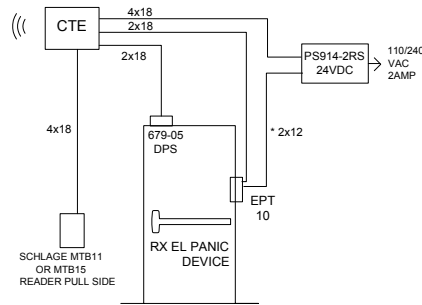 4x18
CTE
2x18
2x18
PS914-2RS
24VDC
110/240
VAC
2AMP
4x18
679-05
DPS
* 2x12
EPT
10
RX EL PANIC
DEVICE
SCHLAGE MTB11
OR MTB15
READER PULL SIDE